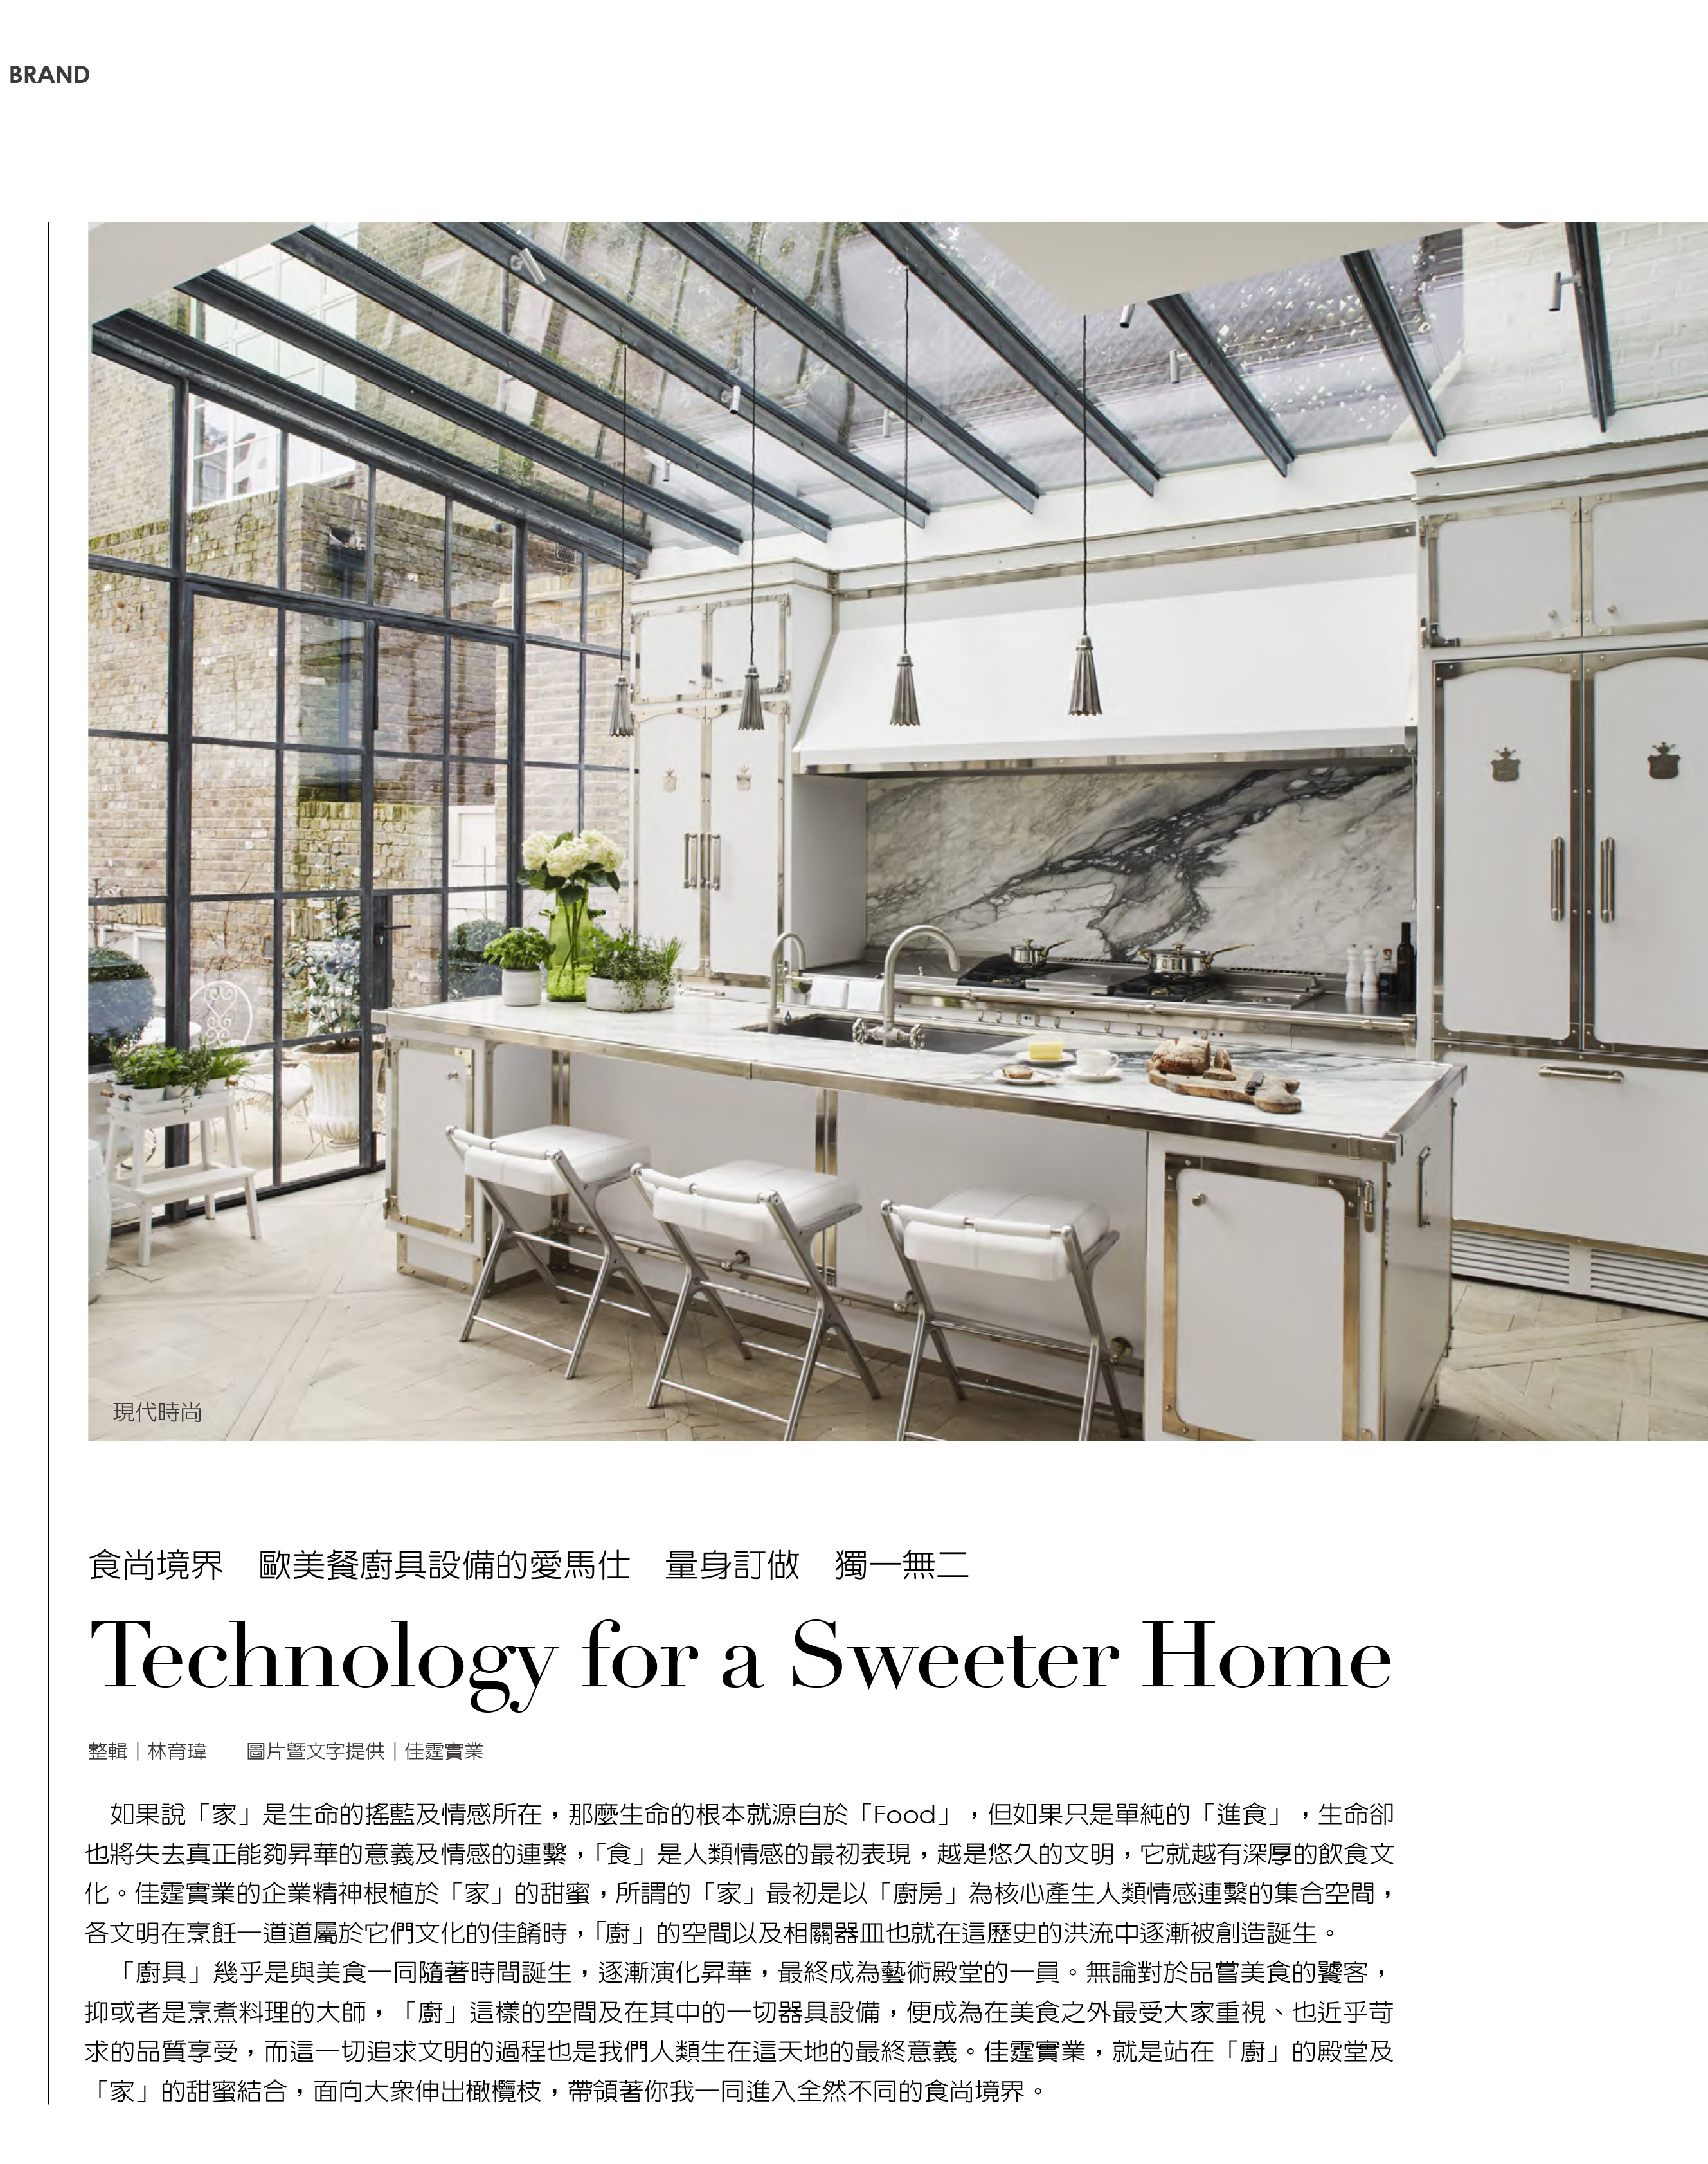 BRAND
現代時尚
食尚境界　歐美餐廚具設備的愛馬仕　量身訂做　獨一無二
Technology for a Sweeter Home
整輯｜林育瑋　　圖片暨文字提供｜佳霆實業
如果說「家」是生命的搖藍及情感所在，那麼生命的根本就源自於「Food」，但如果只是單純的「進食」，生命卻
也將失去真正能夠昇華的意義及情感的連繫，「食」是人類情感的最初表現，越是悠久的文明，它就越有深厚的飲食文
化。佳霆實業的企業精神根植於「家」的甜蜜，所謂的「家」最初是以「廚房」為核心產生人類情感連繫的集合空間，
各文明在烹飪一道道屬於它們文化的佳餚時，「廚」的空間以及相關器皿也就在這歷史的洪流中逐漸被創造誕生。
「廚具」幾乎是與美食一同隨著時間誕生，逐漸演化昇華，最終成為藝術殿堂的一員。無論對於品嘗美食的饕客，
抑或者是烹煮料理的大師，「廚」這樣的空間及在其中的一切器具設備，便成為在美食之外最受大家重視、也近乎苛
求的品質享受，而這一切追求文明的過程也是我們人類生在這天地的最終意義。佳霆實業，就是站在「廚」的殿堂及
「家」的甜蜜結合，面向大眾伸出橄欖枝，帶領著你我一同進入全然不同的食尚境界。